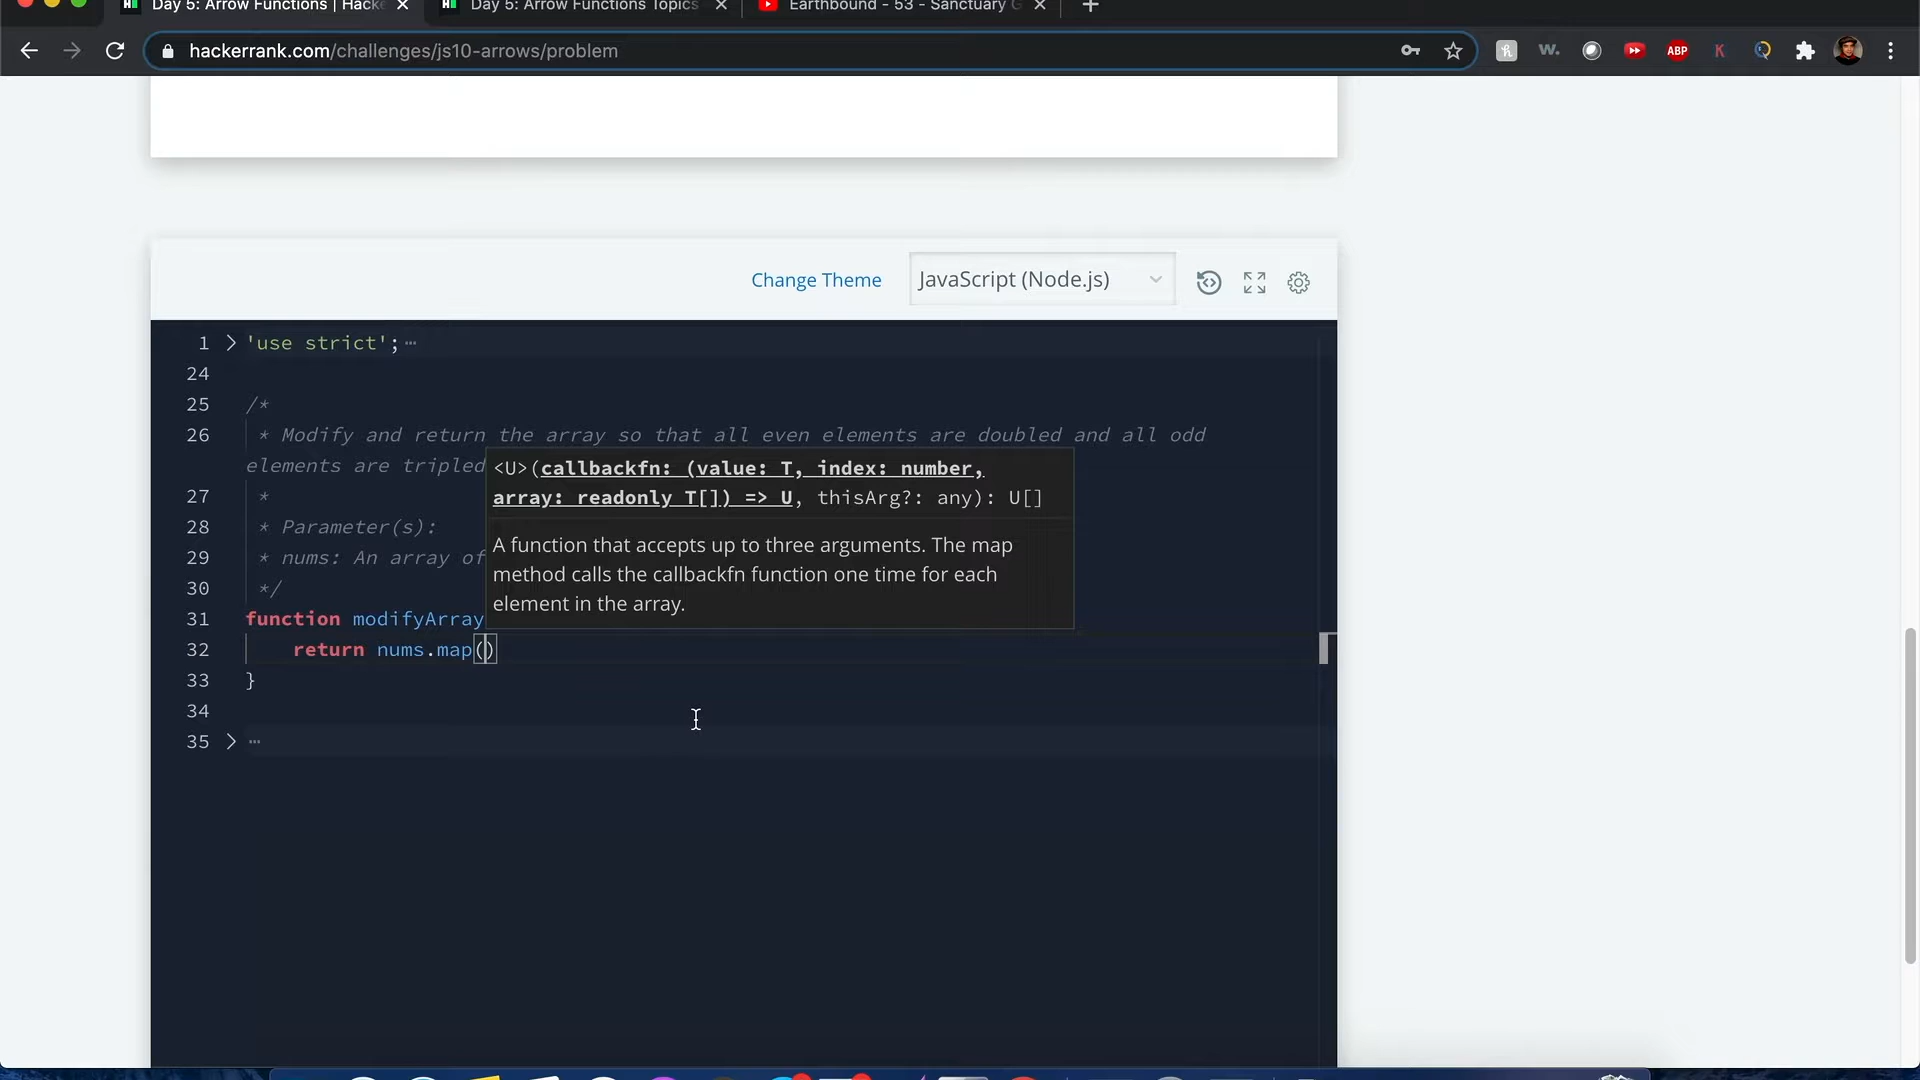 Day 5: Arrow Functions | Hacke
Day 5: Arrow Functions Topics
Earthbound - 53 - Sanctuary G
hackerrank.com/challenges/js10-arrows/problem
ABP
K
Change Theme
JavaScript (Node.js)
1 'use strict';
24
25 /*
26 * Modify and return the array so that all even elements are doubled and all odd
elements are tripled
<U>(callbackfn: (value: T, index: number,
27 *
array: readonly T[]) => U, thisArg?: any): U[]
28 * Parameter(s):
A function that accepts up to three arguments. The map
29 * nums: An array of
method calls the callbackfn function one time for each
30 */
element in the array.
31 function modifyArray
32 return nums.map()
33 }
34
35